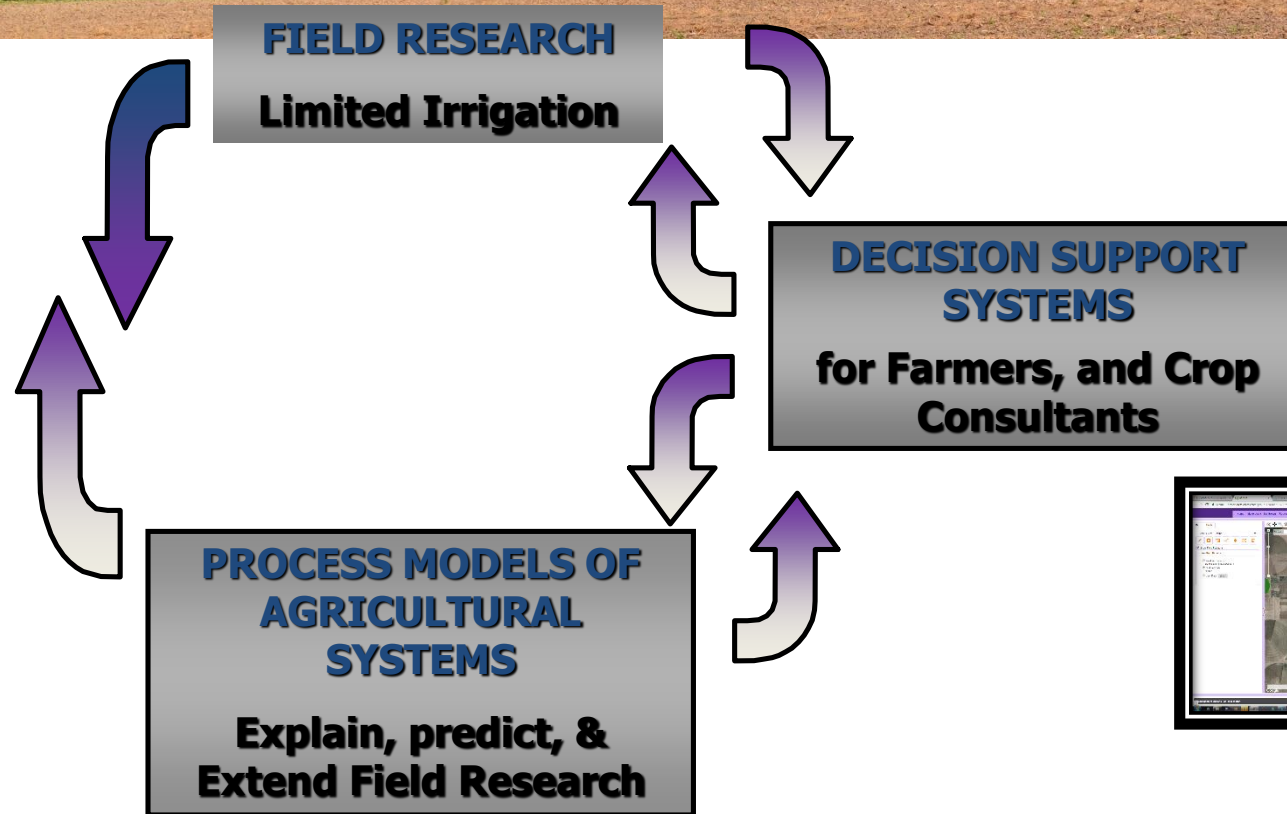 FIELD RESEARCH
Limited Irrigation
DECISION SUPPORT
SYSTEMS
for Farmers, and Crop
Consultants
PROCESS MODELS OF
AGRICULTURAL
SYSTEMS
Explain, predict, &
Extend Field Research